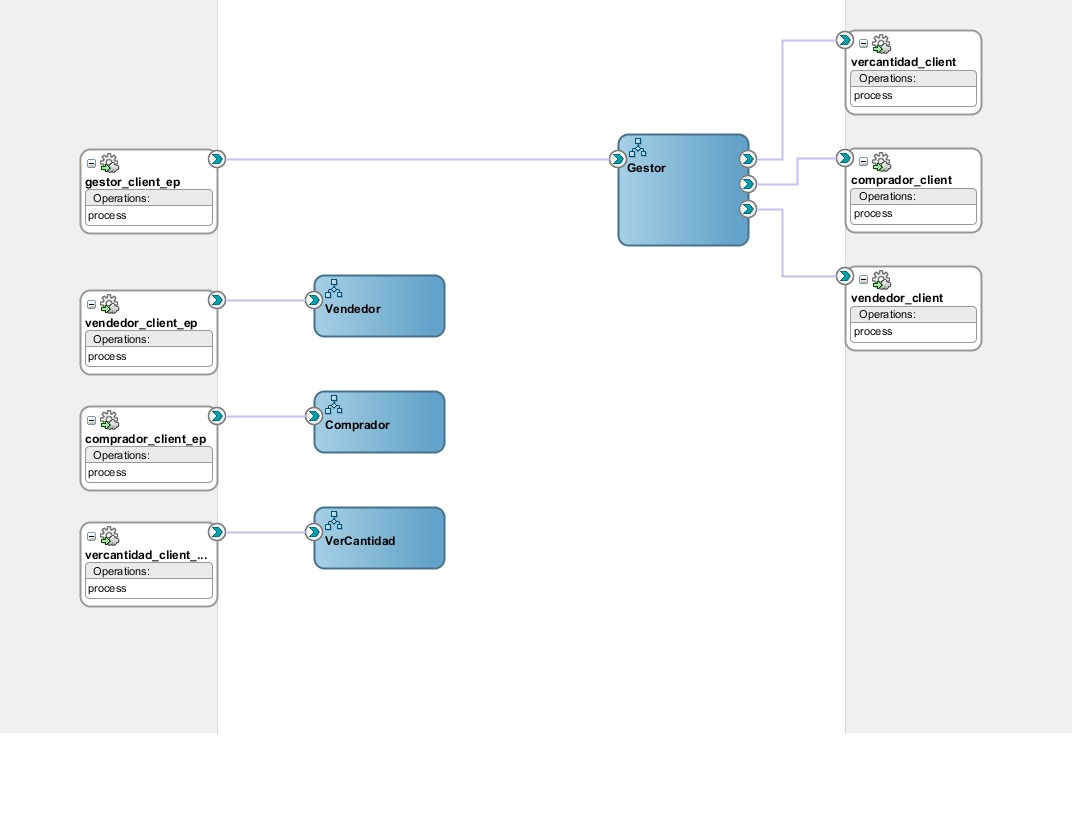 vercantidad_client
Operations:
process
gestor_client_ep
Operations:
process
Gestor
comprador_client
Operations:
process
vendedor_client_ep
Operations:
process
Vendedor
vendedor_client
Operations:
process
comprador_client_ep
Operations:
process
Comprador
vercantidad_client_...
Operations:
process
VerCantidad